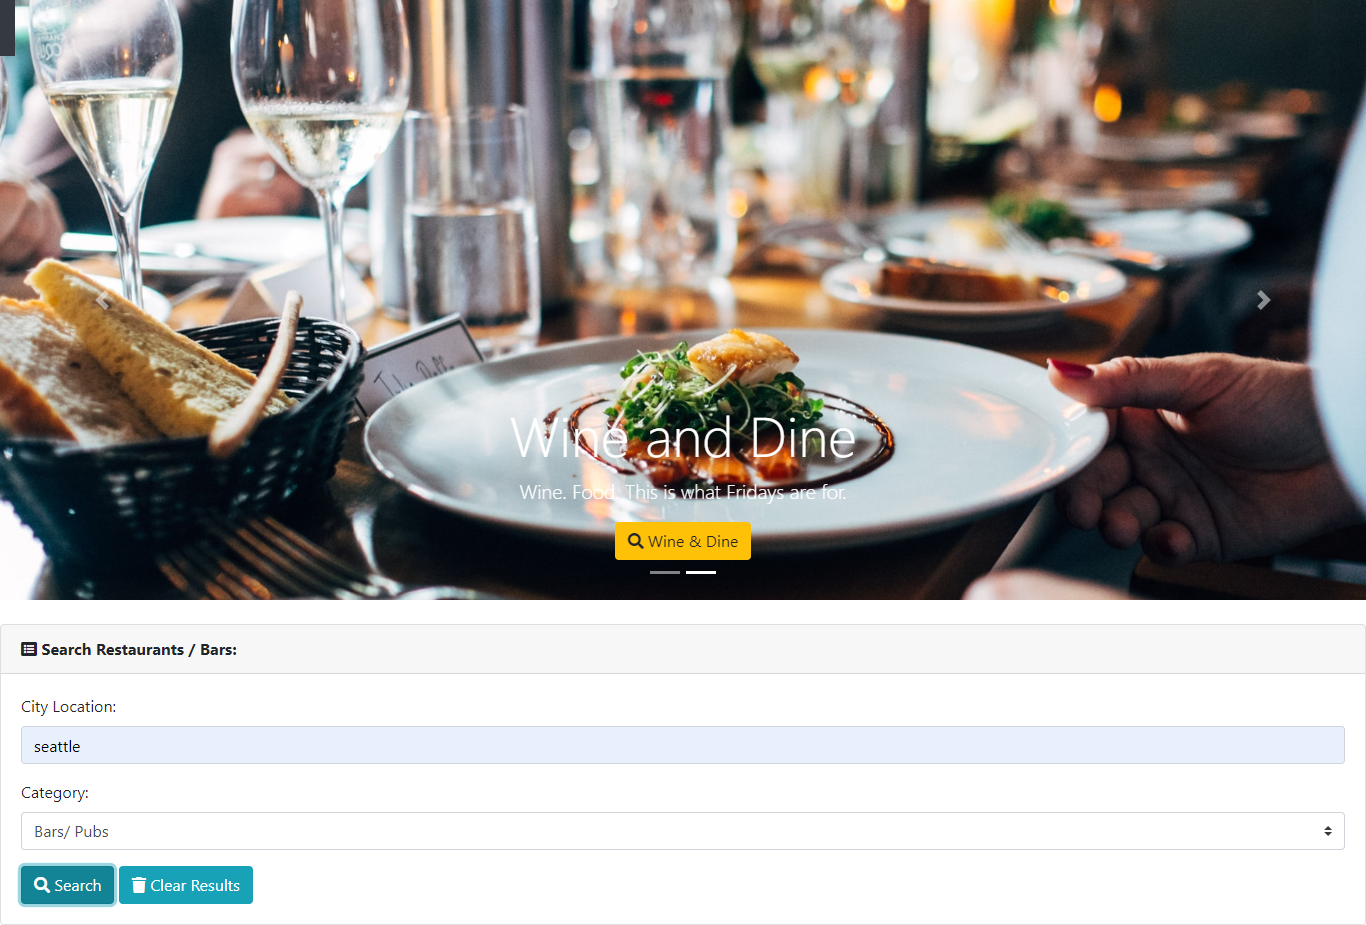 Wine and Dine
Wine. Food. This is what Fridays are for.
Wine & Dine
Search Restaurants / Bars:
City Location:
seattle
Category:
Bars/ Pubs
Search
Clear Results